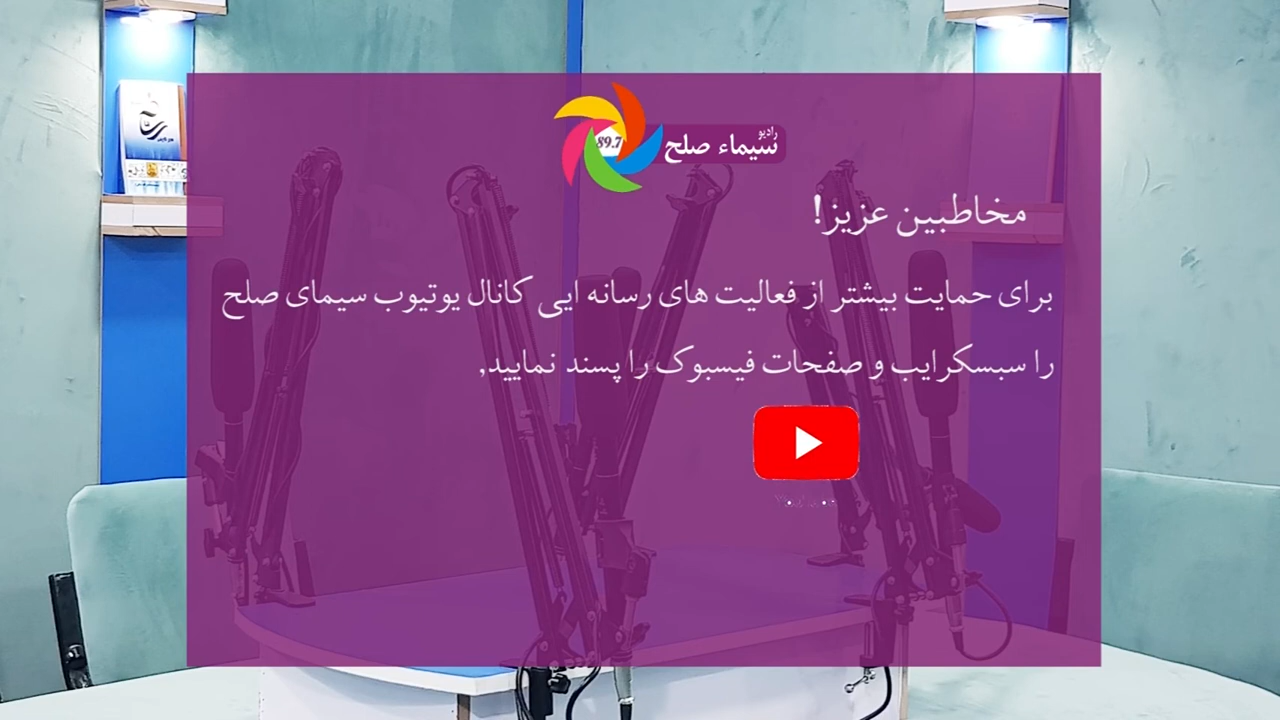 89.7
رادیو
سیماء صلح
مخاطبین عزیز!
برای حمایت بیشتر از فعالیت های رسانه ایی کانال یوتیوب سیمای صلح
را سبسکرایب و صفحات فیسبوک را پسند نمایید,